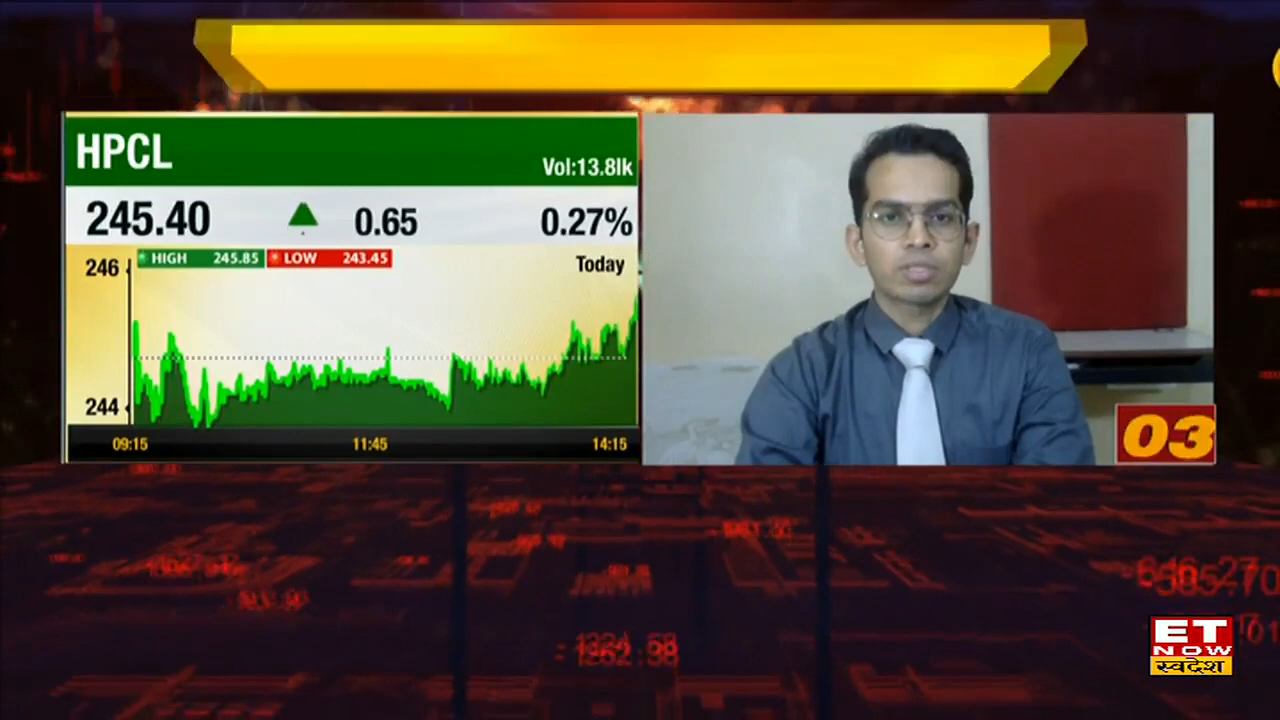 HPCL
Vol:13.8lk
245.40 0.65 0.27%
HIGH 245.85 LOW 243.45
Today
246
244
09:15 11:45 14:15
03
ET
NOW
स्वदेश